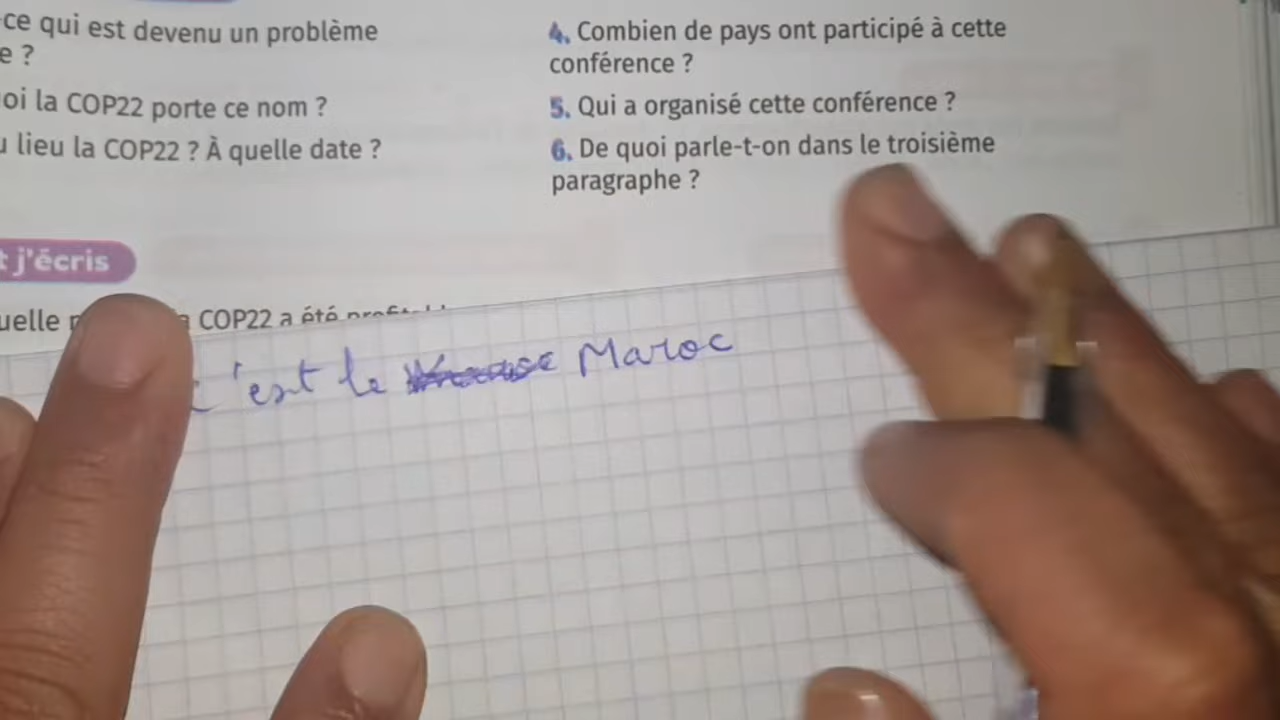 ce qui est devenu un problème
e ?
oi la COP22 porte ce nom ?
lieu la COP22 ? À quelle date ?
4. Combien de pays ont participé à cette
conférence ?
5. Qui a organisé cette conférence ?
6. De quoi parle-t-on dans le troisième
paragraphe ?
t j'écris
uelle COP22 a été
c'est le Maroc